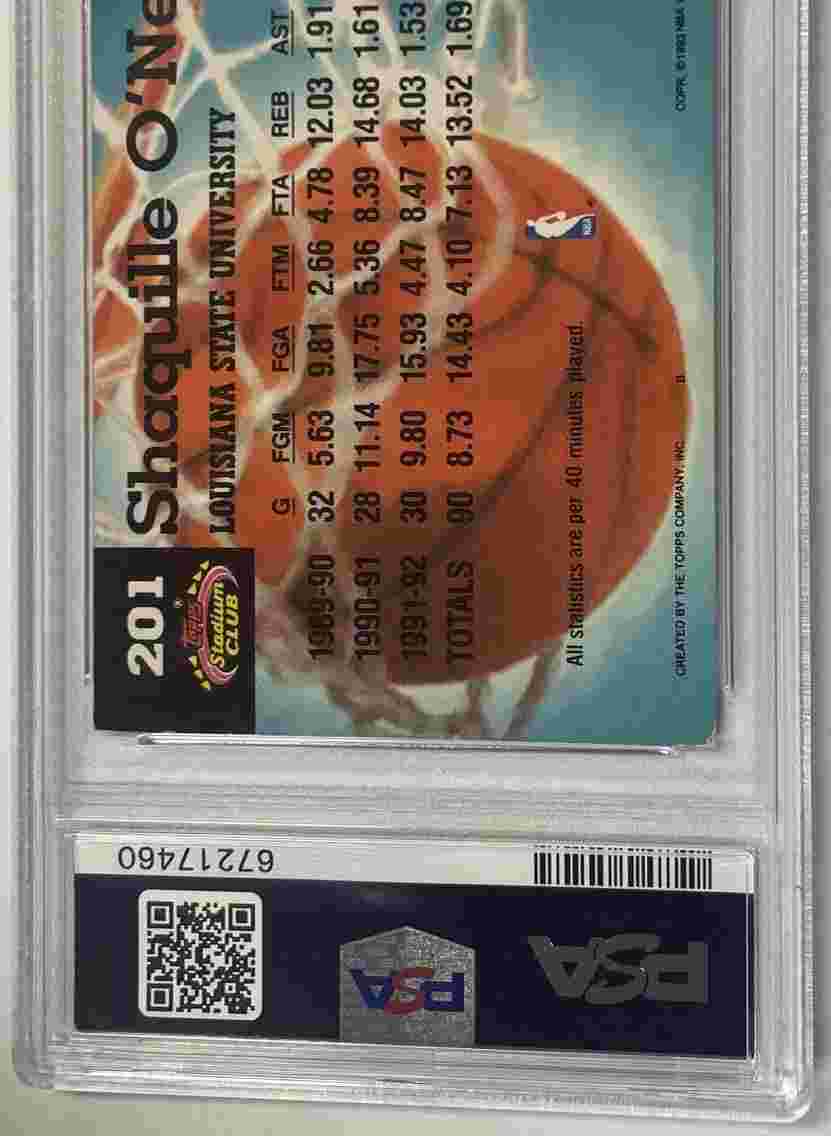 201
TOPPS
Stadium
CLUB
®
Shaquille O'Ne
LOUISIANA STATE UNIVERSITY
G FGM FGA FTM FTA REB AST
1989-90 32 5.63 9.81 2.66 4.78 12.03 1.91
1990-91 28 11.14 17.75 5.36 8.39 14.68 1.61
1991-92 30 9.80 15.93 4.47 8.47 14.03 1.53
TOTALS 90 8.73 14.43 4.10 7.13 13.52 1.69
NBA
All statistics are per 40 minutes played.
CREATED BY THE TOPPS COMPANY, INC. B COPR. © 1993 NBA
67217460
PSA
PSA